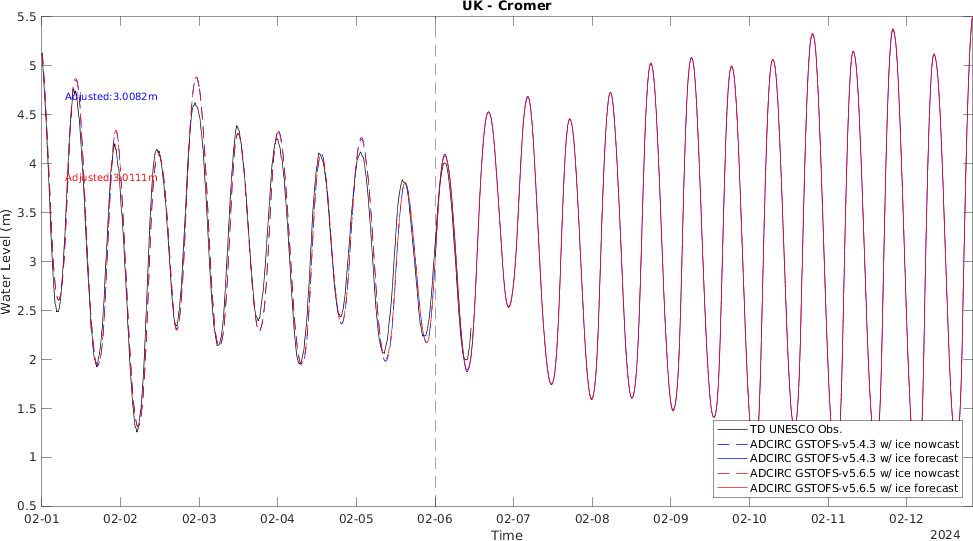 UK - Cromer
5.5
5
4.5
4
3.5
3
2.5
2
1.5
1
0.5
Water Level (m)
Adjusted:3.0082m
Adjusted:3.0111m
TD UNESCO Obs.
ADCIRC GSTOFS-v5.4.3 w/ ice nowcast
ADCIRC GSTOFS-v5.4.3 w/ ice forecast
ADCIRC GSTOFS-v5.6.5 w/ ice nowcast
ADCIRC GSTOFS-v5.6.5 w/ ice forecast
02-01 02-02 02-03 02-04 02-05 02-06 02-07 02-08 02-09 02-10 02-11 02-12
Time
2024